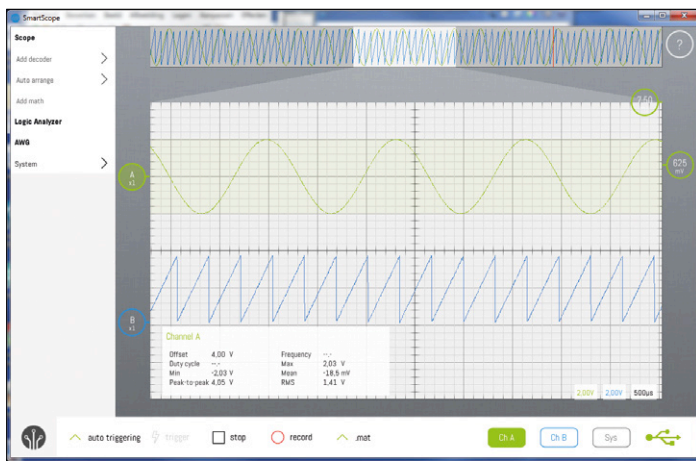 SmartScope
Scope
Add decoder
Auto arrange
Add math
Logic Analyzer
AWG
System
?
A
x1
625
mV
B
x1
Channel A
Offset 4,00 V Frequency --.-
Duty cycle --.- Max 2,03 V
Min -2,03 V Mean -18,5 mV
Peak-to-peak 4,05 V RMS 1,41 V
2,00V 2,00V 500µs
auto triggering trigger stop record .mat Ch A Ch B Sys